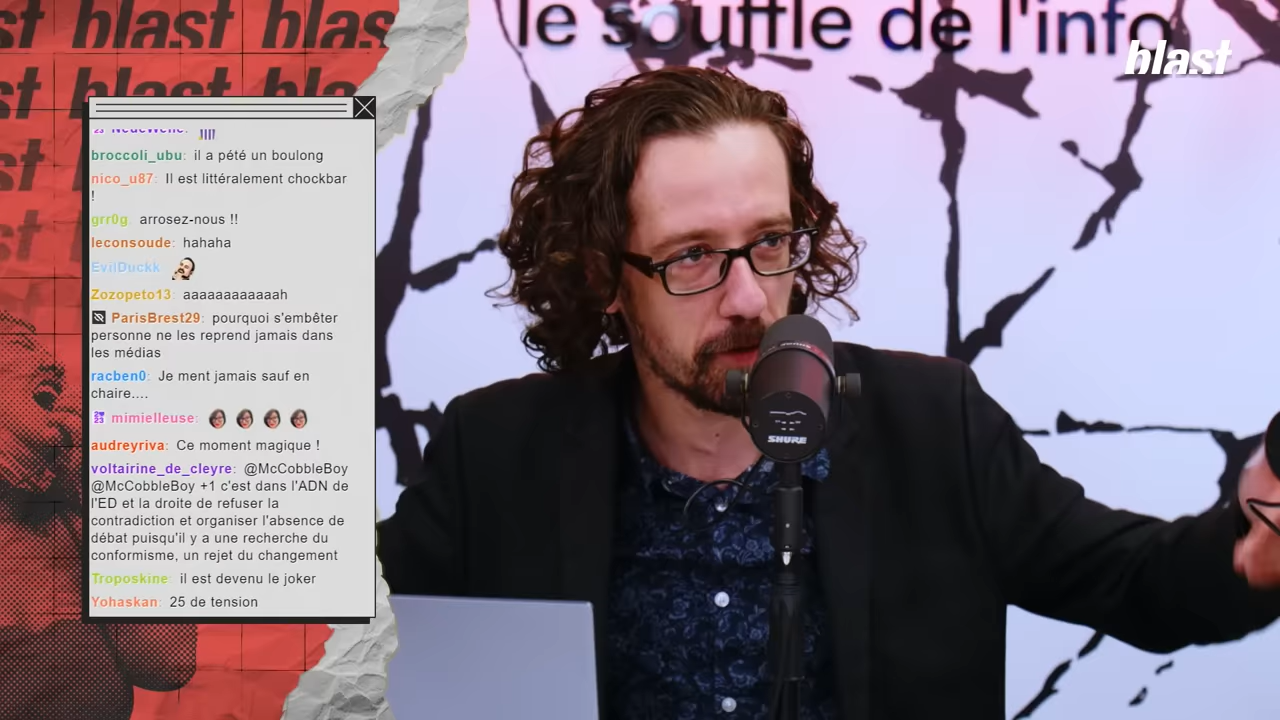 blast blast blast
le souffle de l'info
blast
NeueWelle:
broccoli_ubu: il a pété un boulong
nico_u87: Il est littéralement chockbar
!
grr0g: arrosez-nous !!
leconsoude: hahaha
EvilDuckk
Zozopeto13: aaaaaaaaaaaah
ParisBrest29: pourquoi s'embêter
personne ne les reprend jamais dans
les médias
racben0: Je ment jamais sauf en
chaire....
mimielleuse:
audreyriva: Ce moment magique !
voltairine_de_cleyre: @McCobbleBoy
@McCobbleBoy +1 c'est dans l'ADN de
l'ED et la droite de refuser la
contradiction et organiser l'absence de
débat puisqu'il y a une recherche du
conformisme, un rejet du changement
Troposkine: il est devenu le joker
Yohaskan: 25 de tension
SHURE